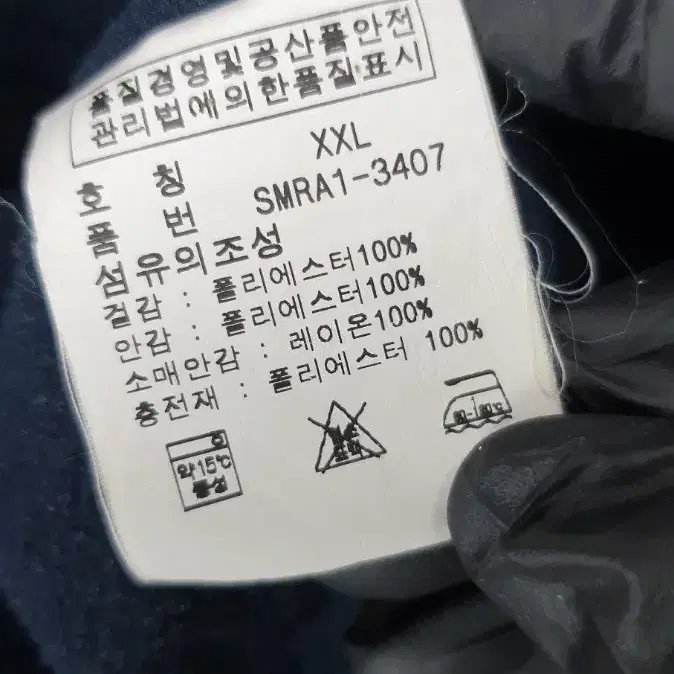 품질경영및공산품안전
관리법에의한품질표시
호 칭 XXL
품 번 SMRA1-3407
섬유의조성
겉감 : 폴리에스터100%
안감 : 폴리에스터100%
소매안감 : 레이온100%
충전재 : 폴리에스터 100%
약15℃
중성